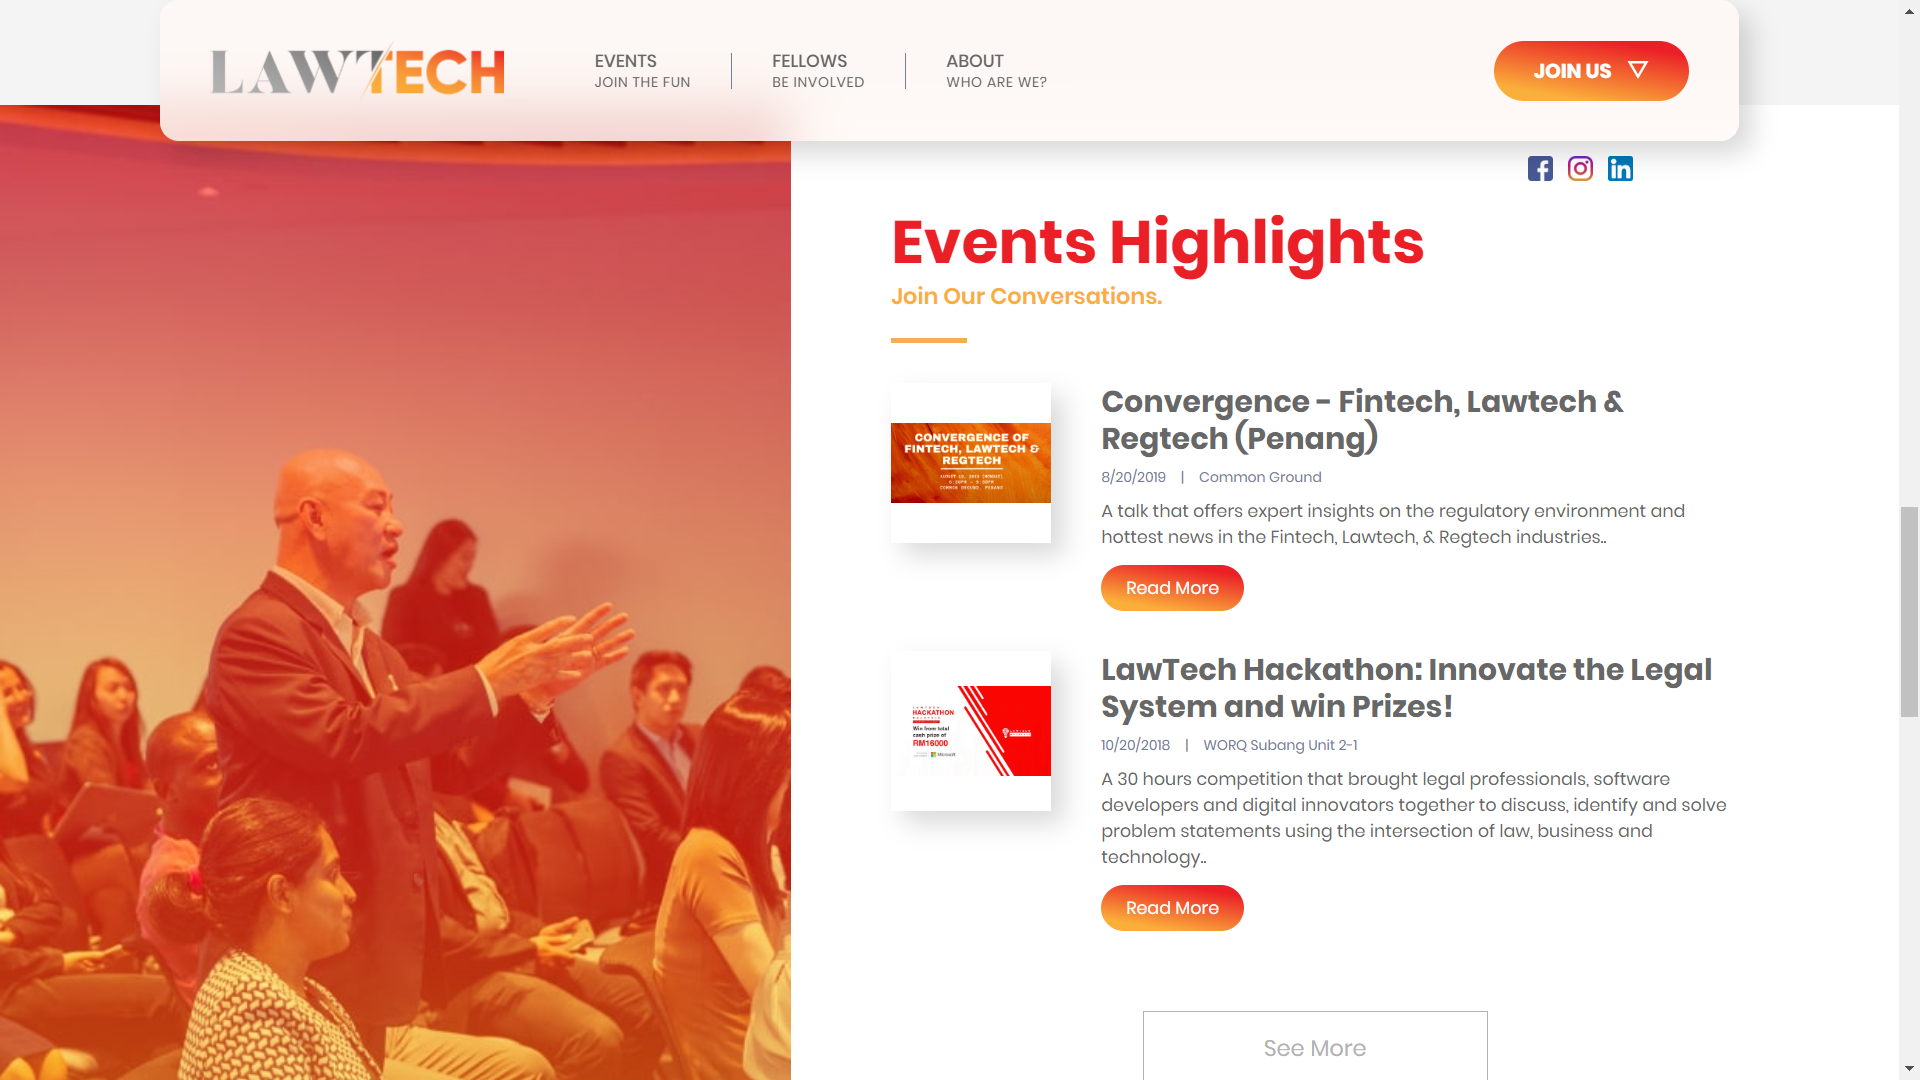 LAWTECH
EVENTS
JOIN THE FUN
FELLOWS
BE INVOLVED
ABOUT
WHO ARE WE?
JOIN US
Events Highlights
Join Our Conversations.
CONVERGENCE OF
FINTECH, LAWTECH &
REGTECH
COMMON GROUND, PENANG
Convergence - Fintech, Lawtech &
Regtech (Penang)
8/20/2019 | Common Ground
A talk that offers expert insights on the regulatory environment and
hottest news in the Fintech, Lawtech, & Regtech industries..
Read More
LAWTECH
HACKATHON
Win from total
cash prize of
RM16000
Microsoft
LawTech Hackathon: Innovate the Legal
System and win Prizes!
10/20/2018 | WORQ Subang Unit 2-1
A 30 hours competition that brought legal professionals, software
developers and digital innovators together to discuss, identify and solve
problem statements using the intersection of law, business and
technology..
Read More
See More